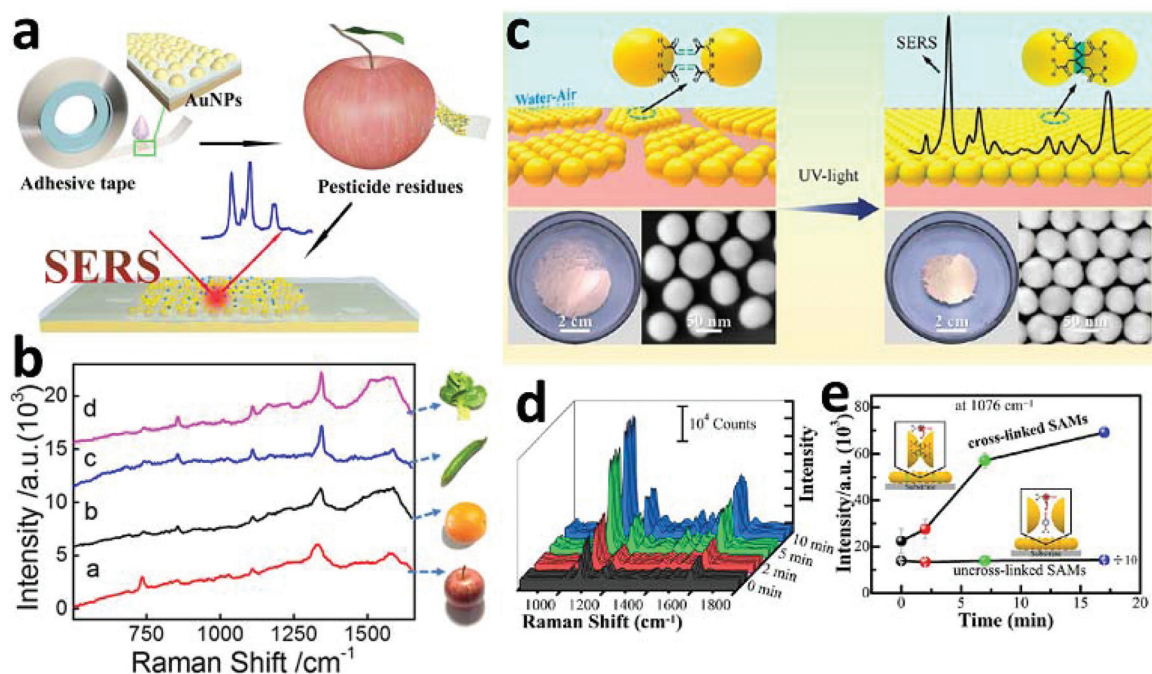 a
AuNPs
Adhesive tape
Pesticide residues
SERS
b
Intensity /a.u.(10³)
20
15
10
5
0
d
c
b
a
750
1000
1250
1500
Raman Shift /cm⁻¹
c
Water-Air
2 cm
50 nm
UV-light
SERS
2 cm
50 nm
d
10⁴ Counts
Intensity
10 min
5 min
2 min
0 min
1000
1200
1400
1600
1800
Raman Shift (cm⁻¹)
e
Intensity/a.u. (10³)
80
60
40
20
0
at 1076 cm⁻¹
cross-linked SAMs
Substrate
Substrate
uncross-linked SAMs
÷10
0
5
10
15
20
Time (min)